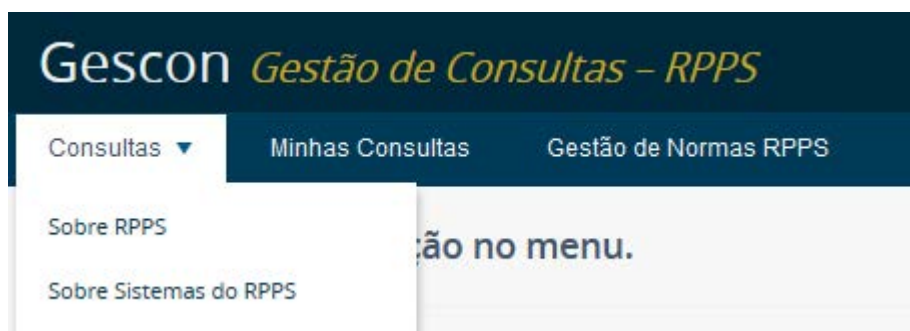 Gescon Gestão de Consultas – RPPS
Consultas ▼ Minhas Consultas Gestão de Normas RPPS
Sobre RPPS
ção no menu.
Sobre Sistemas do RPPS